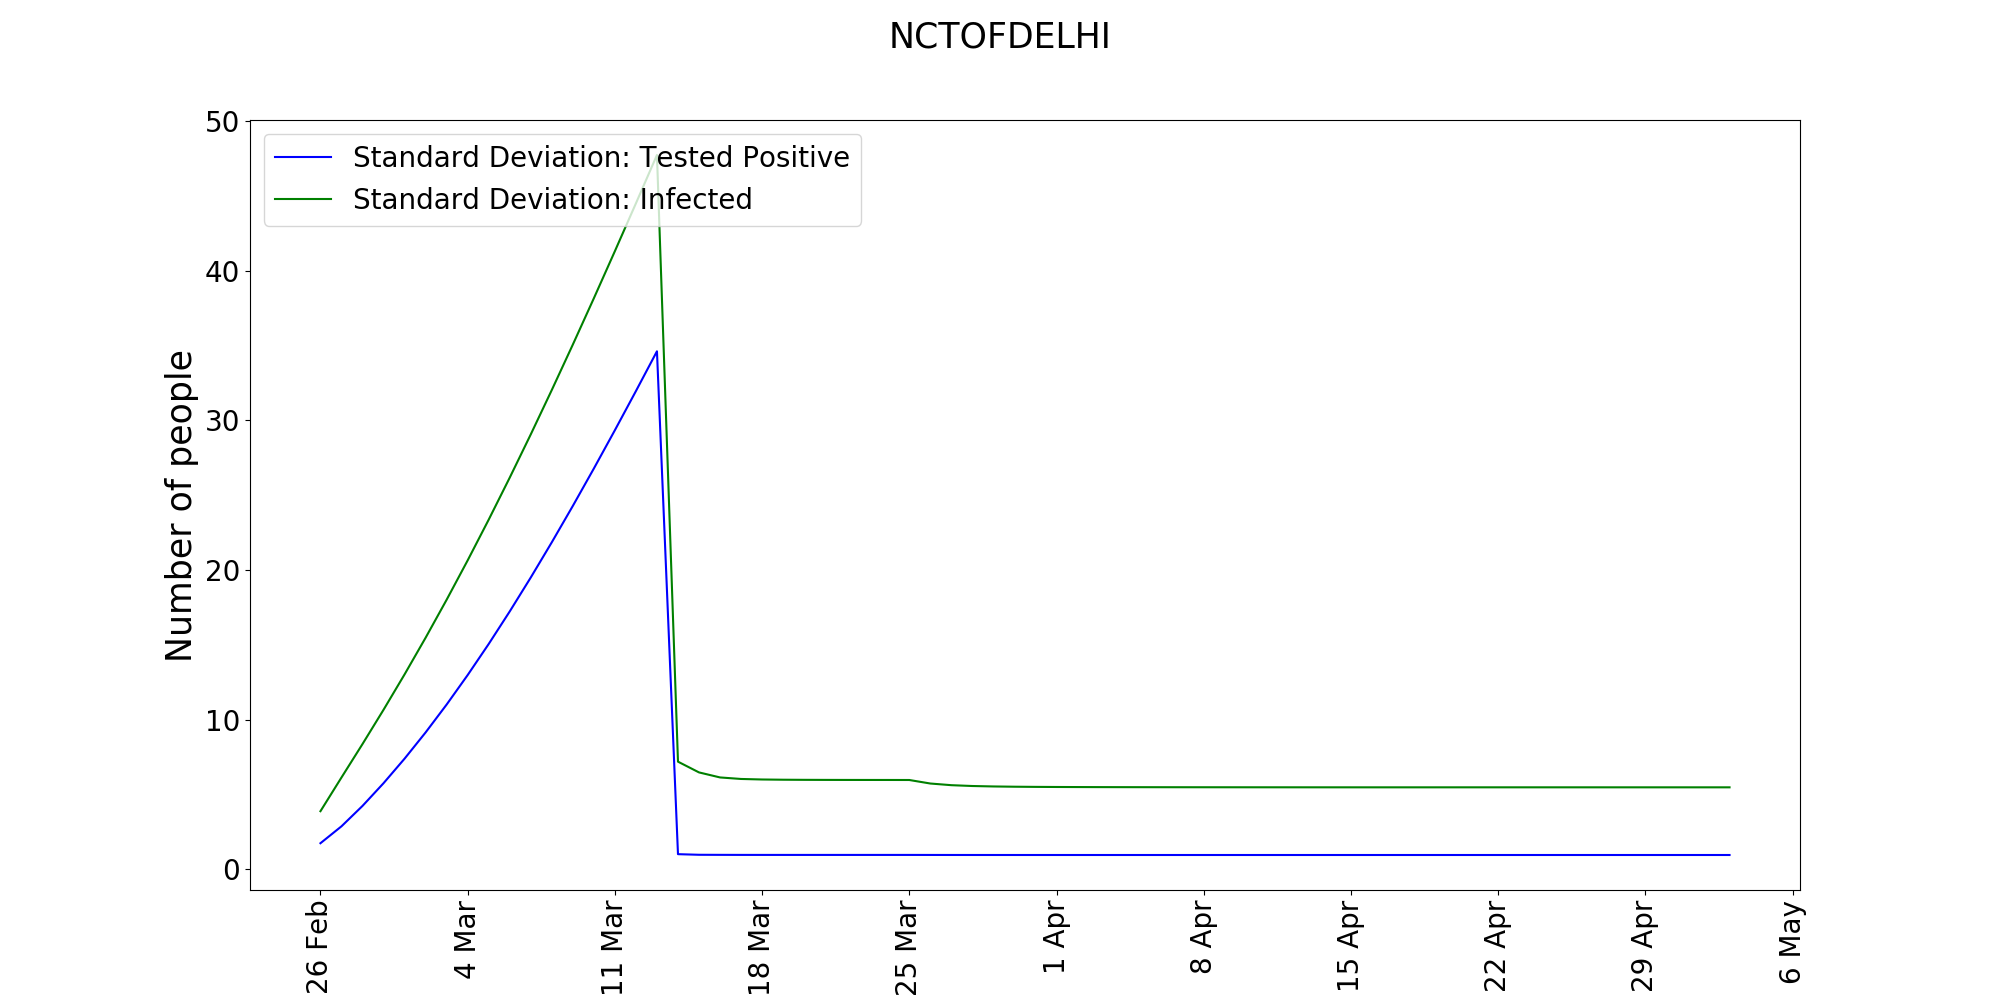 NCTOFDELHI
50
40
30
20
10
0
Number of people
Standard Deviation: Tested Positive
Standard Deviation: Infected
26 Feb
4 Mar
11 Mar
18 Mar
25 Mar
1 Apr
8 Apr
15 Apr
22 Apr
29 Apr
6 May